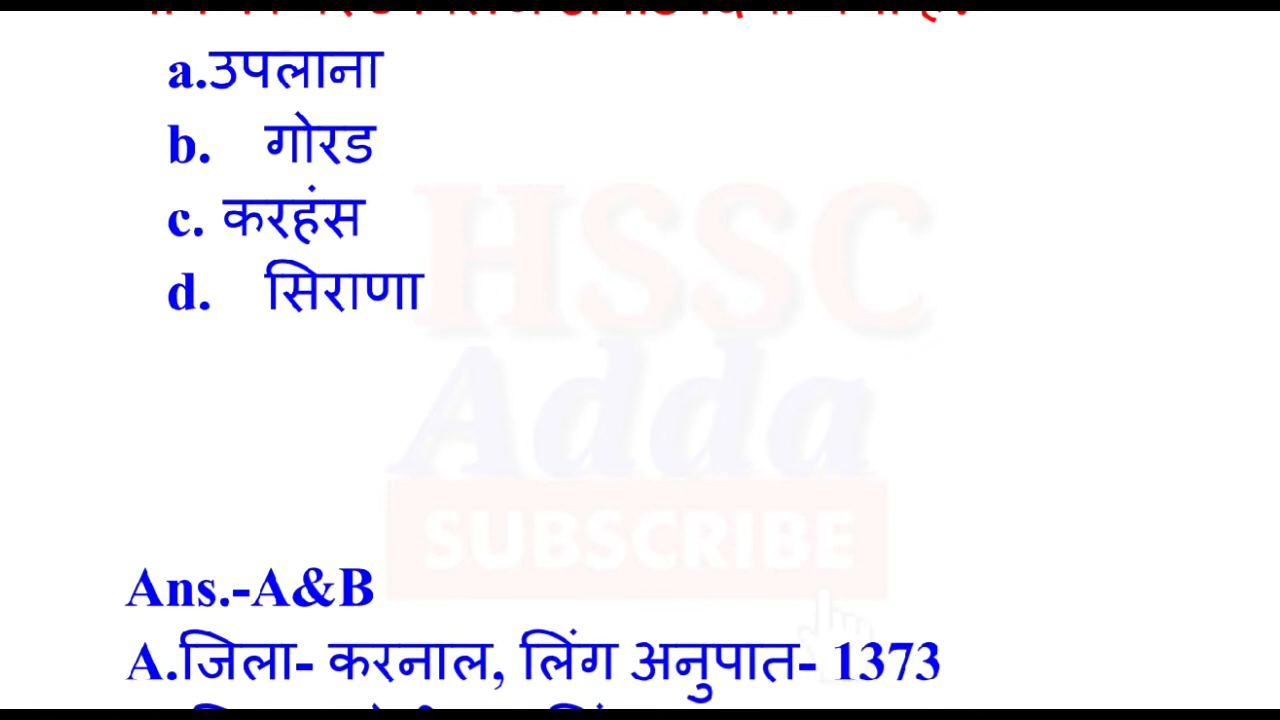 a.उपलाना
b. गोरड
c. करहंस
d. सिराणा
HSSC
Adda
SUBSCRIBE
Ans.-A&B
A.जिला- करनाल, लिंग अनुपात- 1373